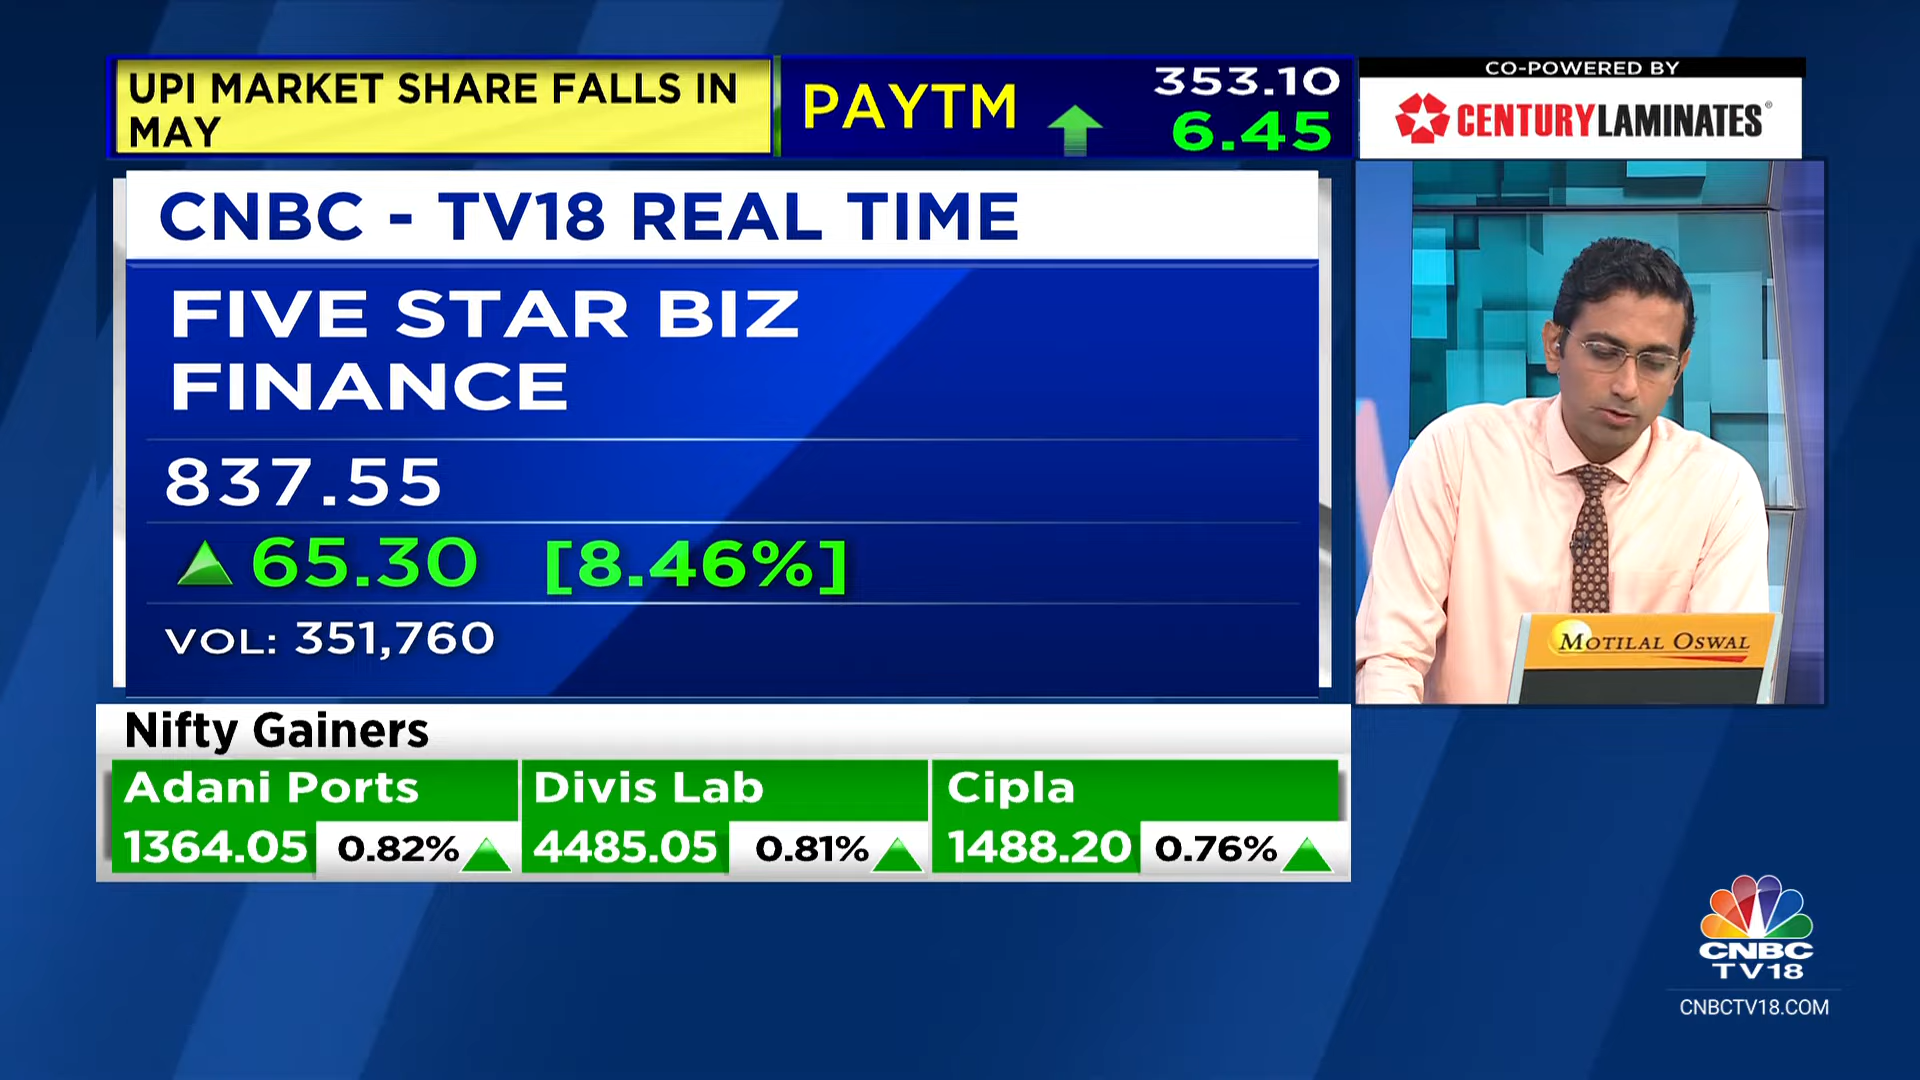 UPI MARKET SHARE FALLS IN
MAY
PAYTM
353.10
6.45
CO-POWERED BY
CENTURYLAMINATES®
CNBC - TV18 REAL TIME
FIVE STAR BIZ
FINANCE
837.55
65.30 [8.46%]
VOL: 351,760
MOTILAL OSWAL
Nifty Gainers
Adani Ports
1364.05 0.82%
Divis Lab
4485.05 0.81%
Cipla
1488.20 0.76%
CNBC
TV18
CNBCTV18.COM